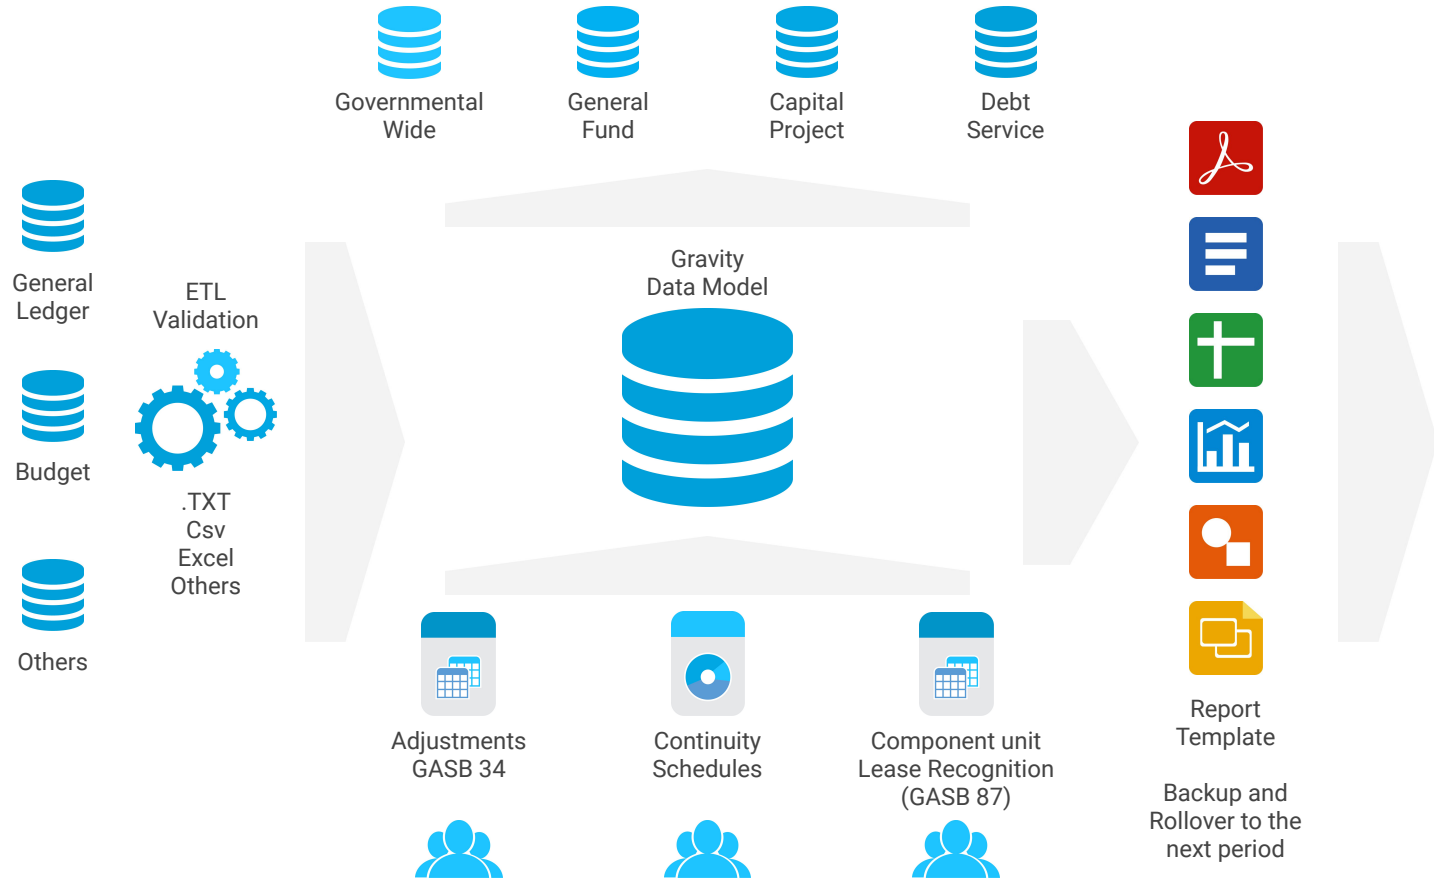 Governmental
Wide
General
Fund
Capital
Project
Debt
Service
General
Ledger
Budget
Others
ETL
Validation
.TXT
Csv
Excel
Others
Gravity
Data Model
Adjustments
GASB 34
Continuity
Schedules
Component unit
Lease Recognition
(GASB 87)
Report
Template
Backup and
Rollover to the
next period